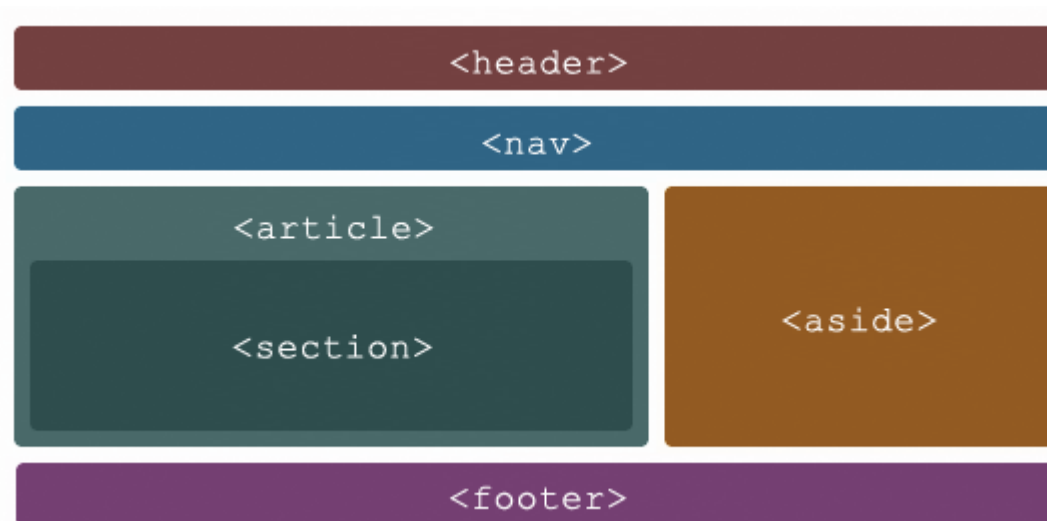 <header>
<nav>
<article>
<section>
<aside>
<footer>